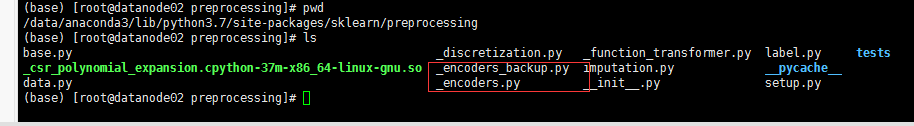 (base) [root@datanode02 preprocessing]# pwd
/data/anaconda3/lib/python3.7/site-packages/sklearn/preprocessing
(base) [root@datanode02 preprocessing]# ls
base.py _discretization.py _function_transformer.py label.py tests
_csr_polynomial_expansion.cpython-37m-x86_64-linux-gnu.so _encoders_backup.py imputation.py __pycache__
data.py _encoders.py __init__.py setup.py
(base) [root@datanode02 preprocessing]#